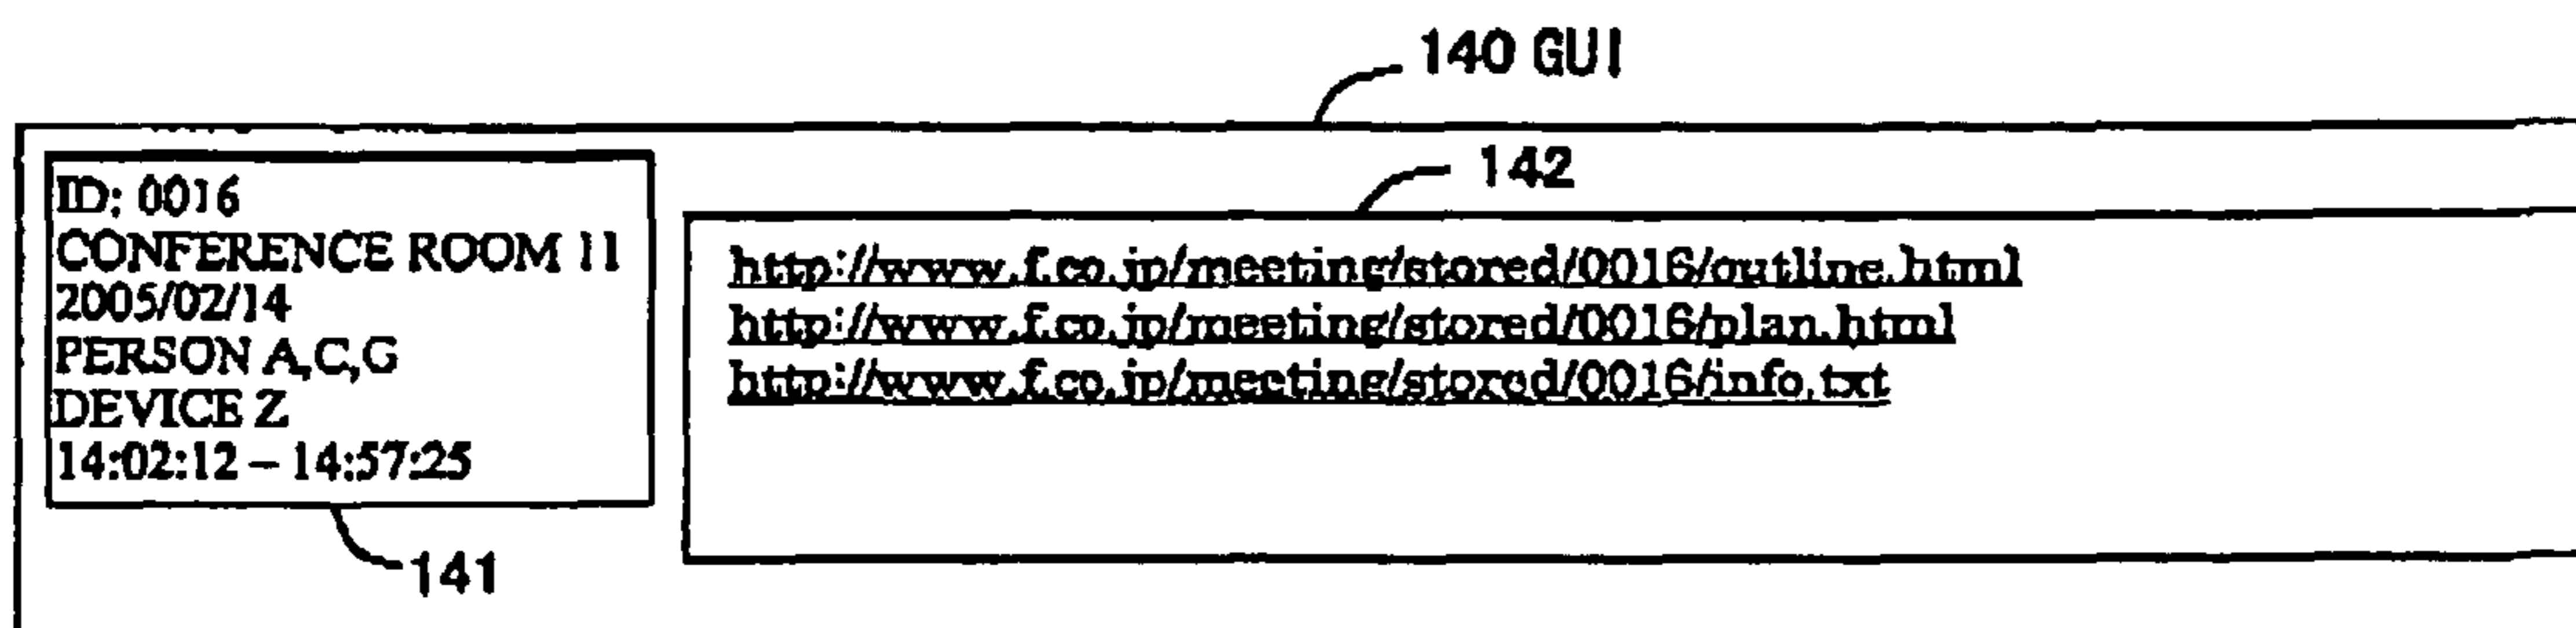 140 GUI
142
ID: 0016
CONFERENCE ROOM 11
2005/02/14
PERSON A,C,G
DEVICE Z
14:02:12 – 14:57:25
141
http://www.f.co.jp/meeting/stored/0016/outline.html
http://www.f.co.jp/meeting/stored/0016/plan.html
http://www.f.co.jp/meeting/stored/0016/info.txt